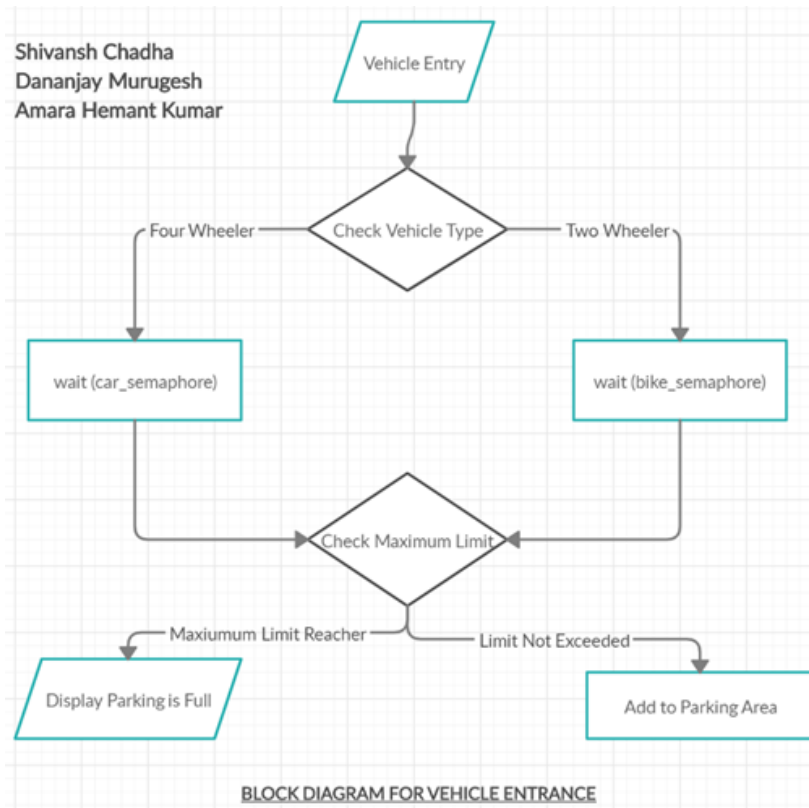 Shivansh Chadha
Dananjay Murugesh
Amara Hemant Kumar
Vehicle Entry
Four Wheeler
Check Vehicle Type
Two Wheeler
wait (car_semaphore)
wait (bike_semaphore)
Check Maximum Limit
Maxiumum Limit Reacher
Limit Not Exceeded
Display Parking is Full
Add to Parking Area
BLOCK DIAGRAM FOR VEHICLE ENTRANCE